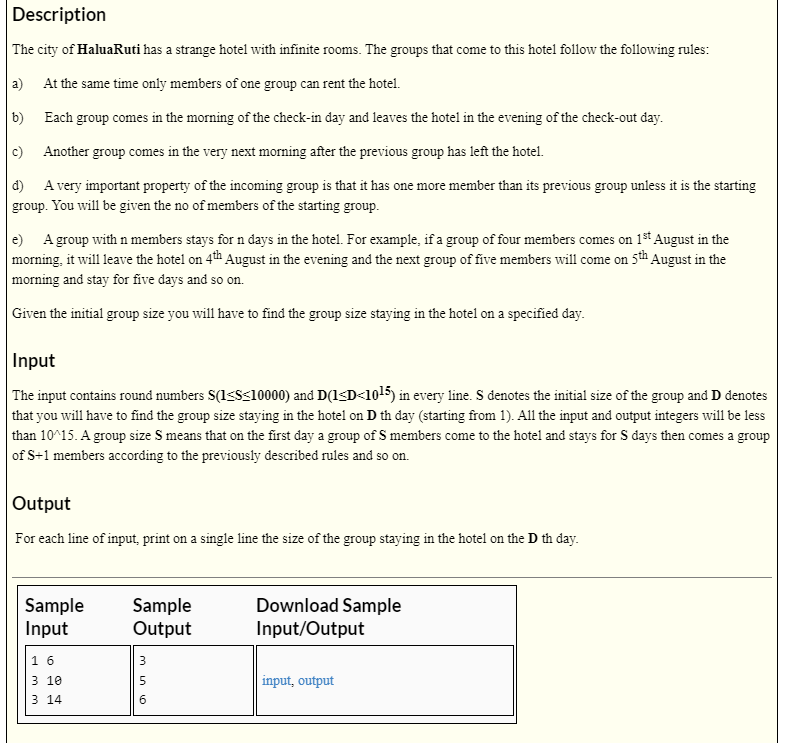 Description
The city of HaluaRuti has a strange hotel with infinite rooms. The groups that come to this hotel follow the following rules:
a) At the same time only members of one group can rent the hotel.
b) Each group comes in the morning of the check-in day and leaves the hotel in the evening of the check-out day.
c) Another group comes in the very next morning after the previous group has left the hotel.
d) A very important property of the incoming group is that it has one more member than its previous group unless it is the starting
group. You will be given the no of members of the starting group.
e) A group with n members stays for n days in the hotel. For example, if a group of four members comes on 1st August in the
morning, it will leave the hotel on 4th August in the evening and the next group of five members will come on 5th August in the
morning and stay for five days and so on.
Given the initial group size you will have to find the group size staying in the hotel on a specified day.
Input
The input contains round numbers S(1≤S≤10000) and D(1≤D<10^15) in every line. S denotes the initial size of the group and D denotes
that you will have to find the group size staying in the hotel on D th day (starting from 1). All the input and output integers will be less
than 10^15. A group size S means that on the first day a group of S members come to the hotel and stays for S days then comes a group
of S+1 members according to the previously described rules and so on.
Output
For each line of input, print on a single line the size of the group staying in the hotel on the D th day.
Sample Input
Sample Output
Download Sample Input/Output
1 6
3 10
3 14
3
5
6
input, output